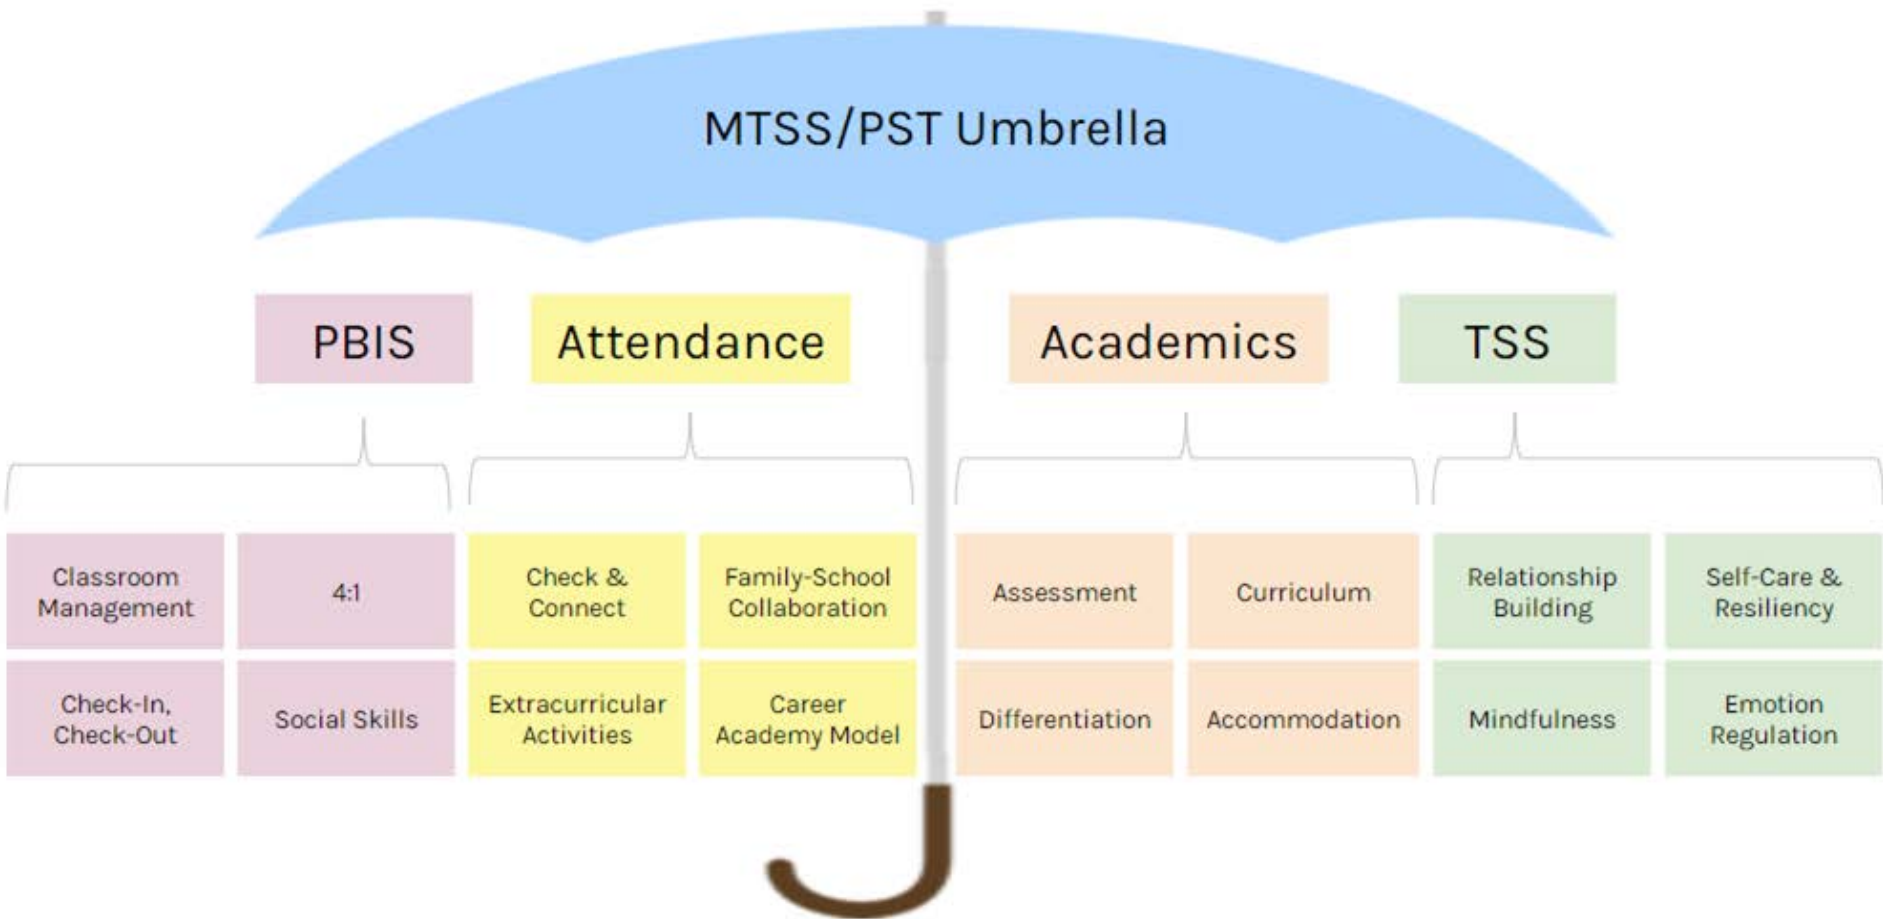 MTSS/PST Umbrella
PBIS
Attendance
Academics
TSS
Classroom
Management
4:1
Check &
Connect
Family-School
Collaboration
Assessment
Curriculum
Relationship
Building
Self-Care &
Resiliency
Check-In,
Check-Out
Social Skills
Extracurricular
Activities
Career
Academy Model
Differentiation
Accommodation
Mindfulness
Emotion
Regulation